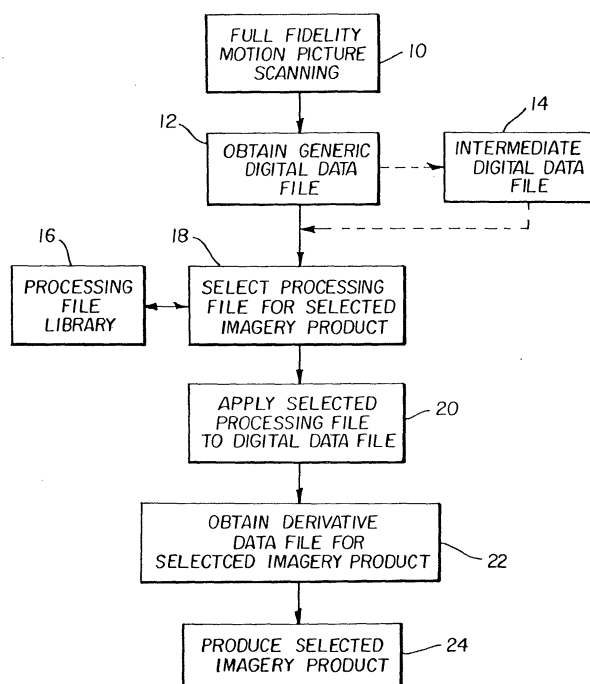 FULL FIDELITY
MOTION PICTURE
SCANNING
10
12
OBTAIN GENERIC
DIGITAL DATA
FILE
14
INTERMEDIATE
DIGITAL DATA
FILE
16
PROCESSING
FILE
LIBRARY
18
SELECT PROCESSING
FILE FOR SELECTED
IMAGERY PRODUCT
APPLY SELECTED
PROCESSING FILE
TO DIGITAL DATA FILE
20
OBTAIN DERIVATIVE
DATA FILE FOR
SELECTCED IMAGERY PRODUCT
22
PRODUCE SELECTED
IMAGERY PRODUCT
24